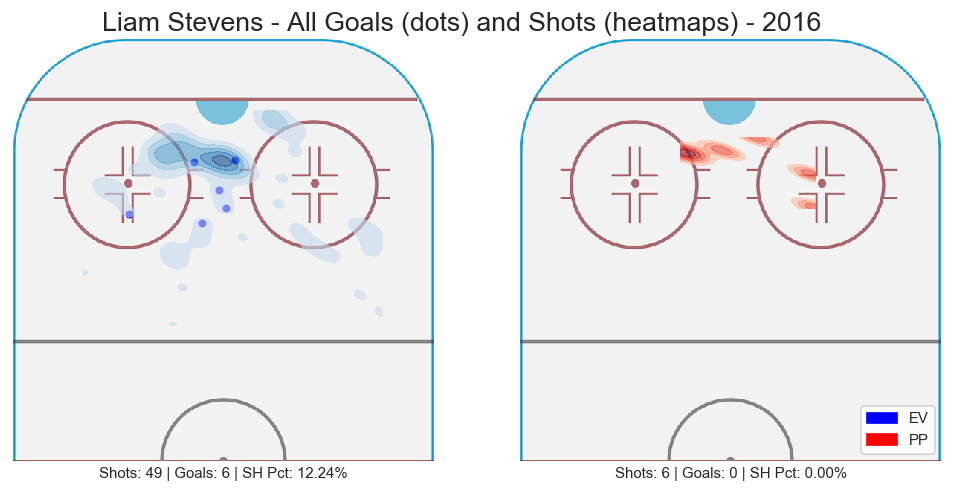 Liam Stevens - All Goals (dots) and Shots (heatmaps) - 2016
EV
PP
Shots: 49 | Goals: 6 | SH Pct: 12.24%
Shots: 6 | Goals: 0 | SH Pct: 0.00%